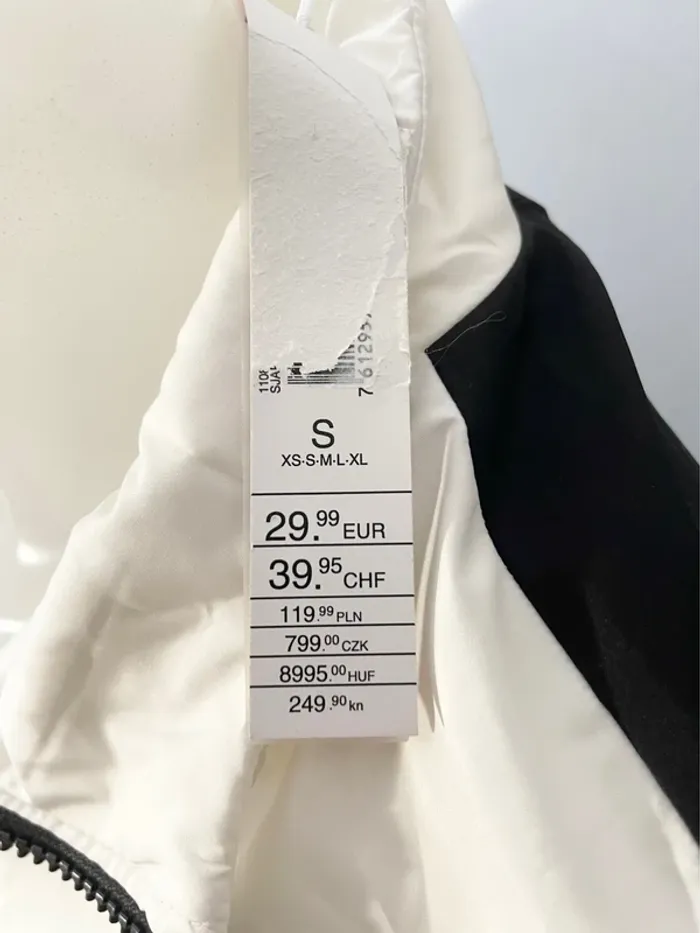 S
XS·S·M·L·XL
29.99 EUR
39.95 CHF
119.99 PLN
799.00 CZK
8995.00 HUF
249.90 kn